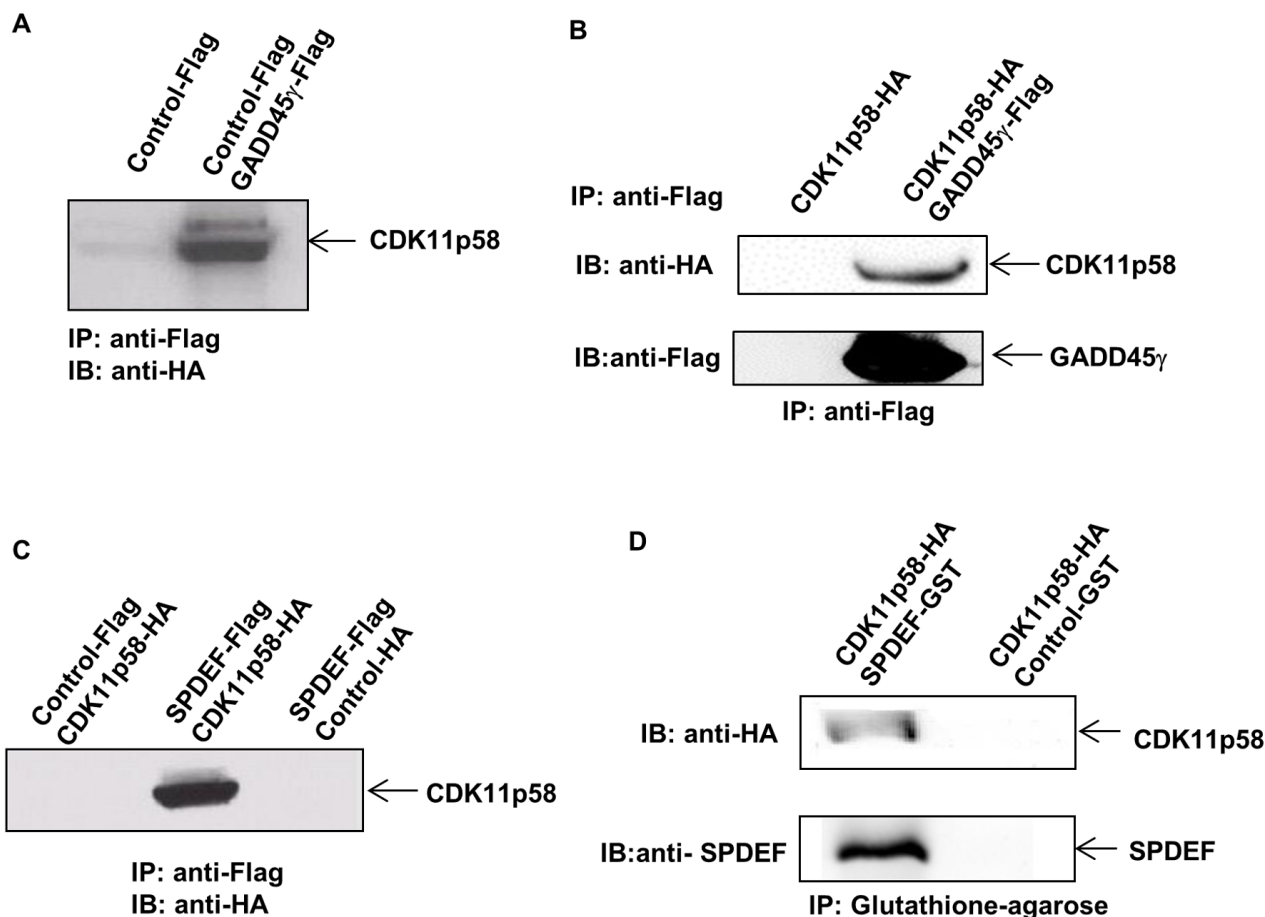 A
Control-Flag
Control-Flag
GADD45γ-Flag
CDK11p58
IP: anti-Flag
IB: anti-HA
B
CDK11p58-HA
CDK11p58-HA
GADD45γ-Flag
IP: anti-Flag
IB: anti-HA
CDK11p58
IB:anti-Flag
GADD45γ
IP: anti-Flag
C
Control-Flag
CDK11p58-HA
SPDEF-Flag
CDK11p58-HA
SPDEF-Flag
Control-HA
CDK11p58
IP: anti-Flag
IB: anti-HA
D
CDK11p58-HA
SPDEF-GST
CDK11p58-HA
Control-GST
IB: anti-HA
CDK11p58
IB:anti- SPDEF
SPDEF
IP: Glutathione-agarose